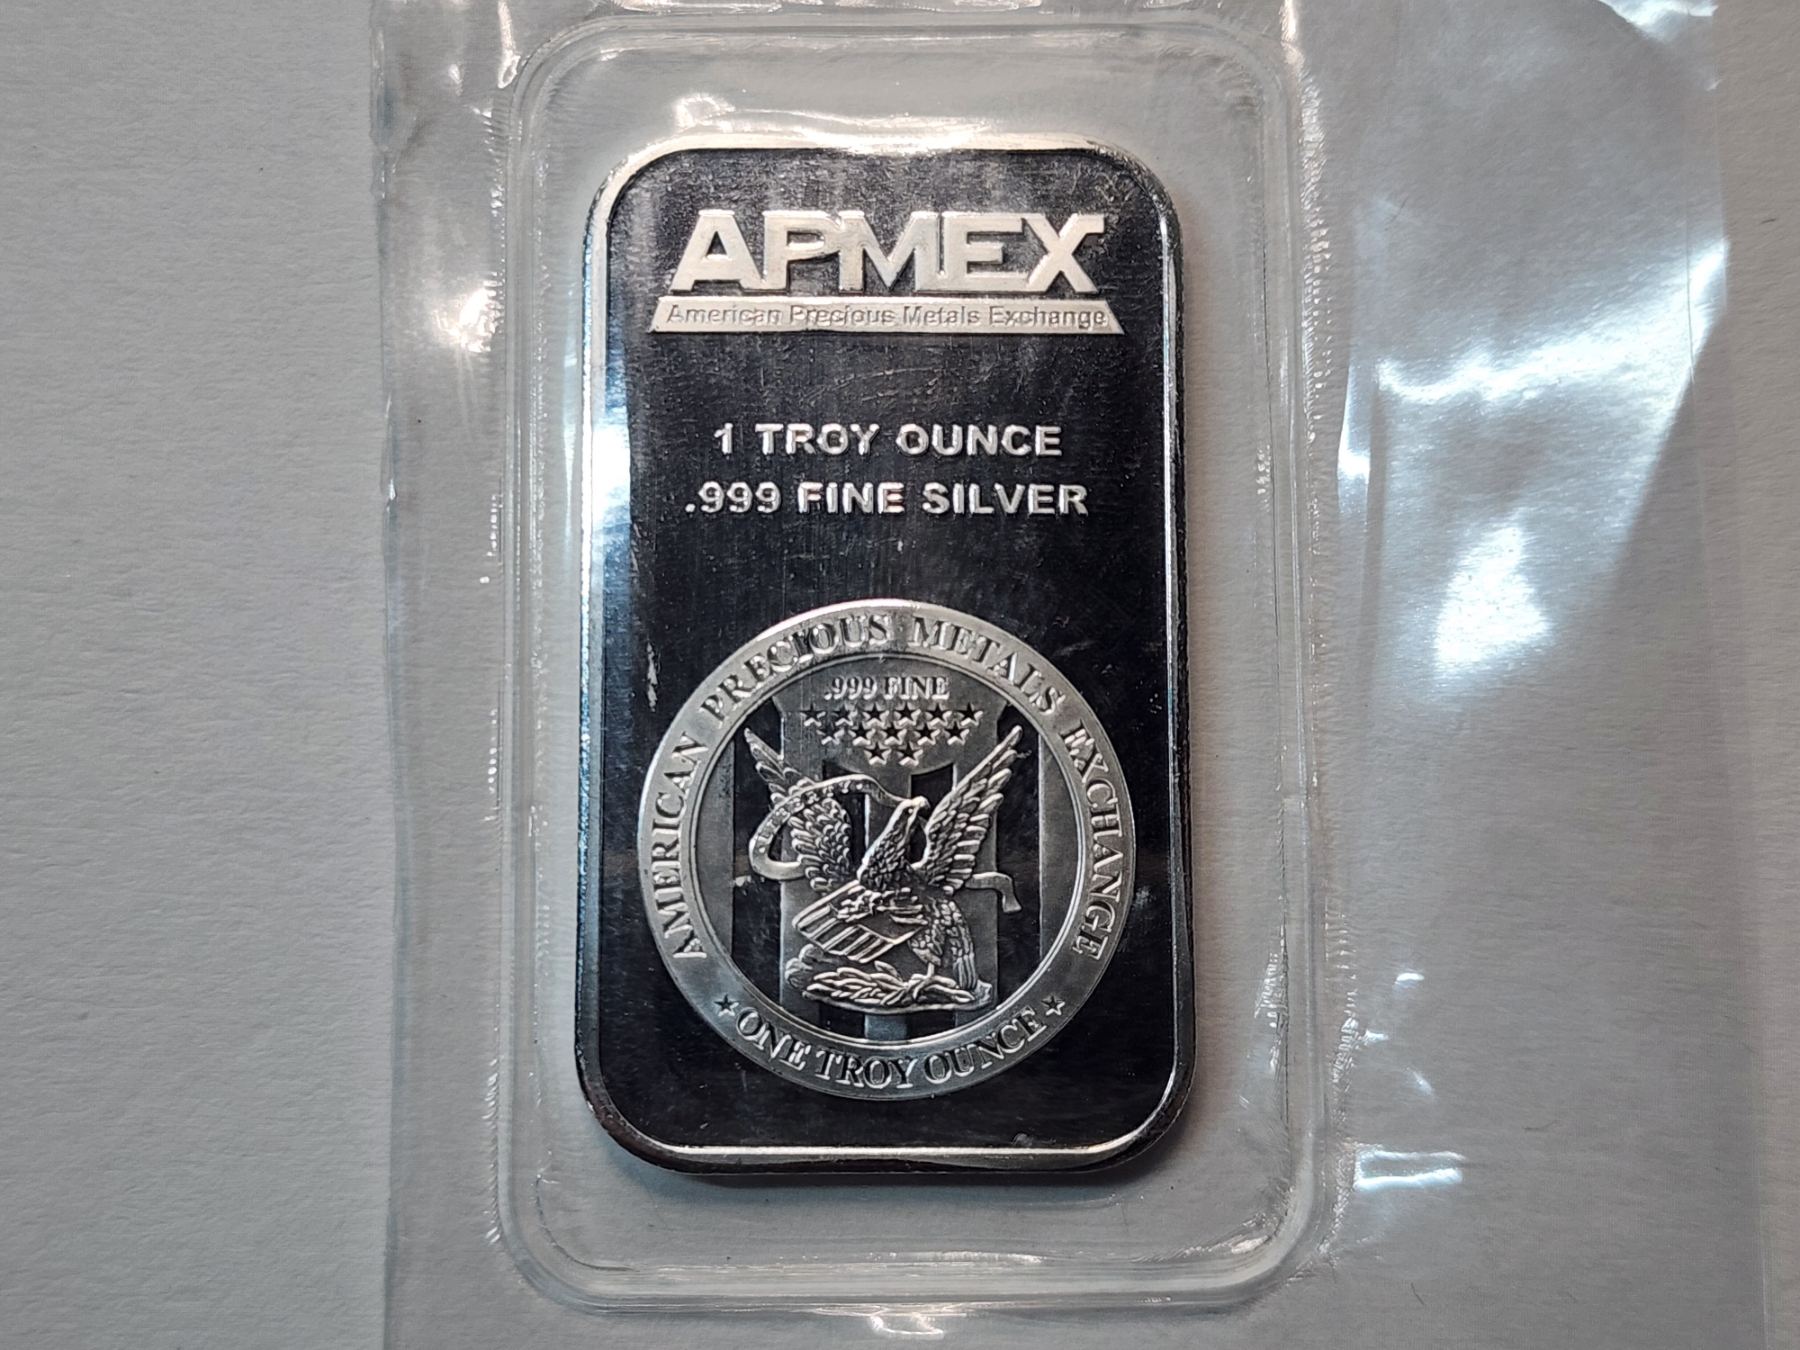 APMEX
American Precious Metals Exchange
1 TROY OUNCE
.999 FINE SILVER
AMERICAN PRECIOUS METALS EXCHANGE
.999 FINE
★ ONE TROY OUNCE ★